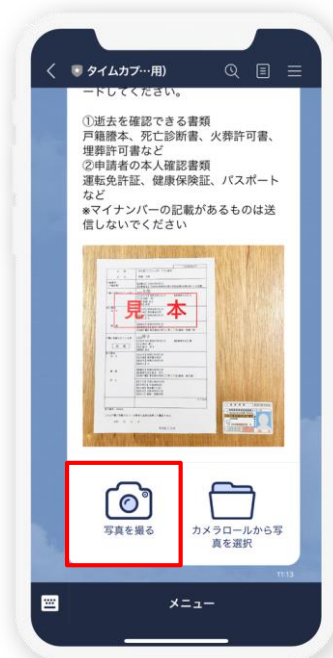 タイムカプ…用)
ードしてください。
①逝去を確認できる書類
戸籍謄本、死亡診断書、火葬許可書、
埋葬許可書など
②申請者の本人確認書類
運転免許証、健康保険証、パスポート
など
※マイナンバーの記載があるものは送
信しないでください
見本
写真を撮る
カメラロールから写
真を選択
11:13
メニュー